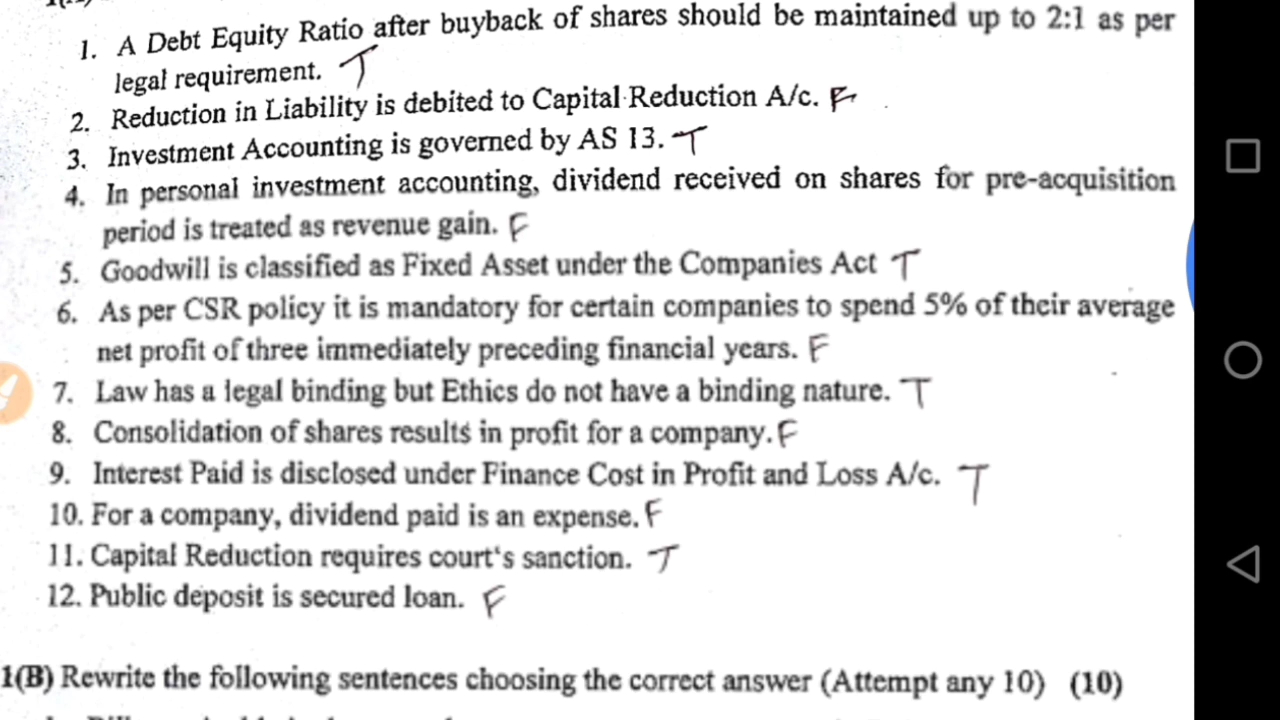 1. A Debt Equity Ratio after buyback of shares should be maintained up to 2:1 as per
legal requirement. T
2. Reduction in Liability is debited to Capital Reduction A/c. F
3. Investment Accounting is governed by AS 13. T
4. In personal investment accounting, dividend received on shares for pre-acquisition
period is treated as revenue gain. F
5. Goodwill is classified as Fixed Asset under the Companies Act T
6. As per CSR policy it is mandatory for certain companies to spend 5% of their average
net profit of three immediately preceding financial years. F
7. Law has a legal binding but Ethics do not have a binding nature. T
8. Consolidation of shares results in profit for a company. F
9. Interest Paid is disclosed under Finance Cost in Profit and Loss A/c. T
10. For a company, dividend paid is an expense. F
11. Capital Reduction requires court's sanction. T
12. Public deposit is secured loan. F
1(B) Rewrite the following sentences choosing the correct answer (Attempt any 10) (10)